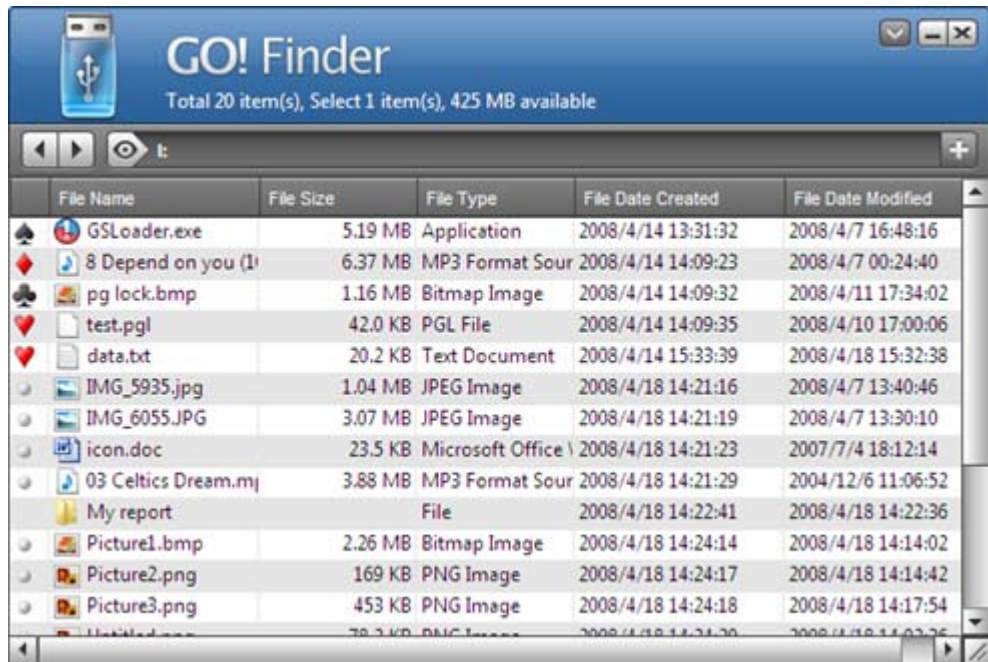 GO! Finder
Total 20 item(s), Select 1 item(s), 425 MB available
I:
File Name File Size File Type File Date Created File Date Modified
GSLoader.exe 5.19 MB Application 2008/4/14 13:31:32 2008/4/7 16:48:16
8 Depend on you (1 6.37 MB MP3 Format Sour 2008/4/14 14:09:23 2008/4/7 00:24:40
pg lock.bmp 1.16 MB Bitmap Image 2008/4/14 14:09:32 2008/4/11 17:34:02
test.pgl 42.0 KB PGL File 2008/4/14 14:09:35 2008/4/10 17:00:06
data.txt 20.2 KB Text Document 2008/4/14 15:33:39 2008/4/18 15:32:38
IMG_5935.jpg 1.04 MB JPEG Image 2008/4/18 14:21:16 2008/4/7 13:40:46
IMG_6055.JPG 3.07 MB JPEG Image 2008/4/18 14:21:19 2008/4/7 13:30:10
icon.doc 23.5 KB Microsoft Office 2008/4/18 14:21:23 2007/7/4 18:12:14
03 Celtics Dream.m 3.88 MB MP3 Format Sour 2008/4/18 14:21:29 2004/12/6 11:06:52
My report File 2008/4/18 14:22:41 2008/4/18 14:22:36
Picture1.bmp 2.26 MB Bitmap Image 2008/4/18 14:24:14 2008/4/18 14:14:02
Picture2.png 169 KB PNG Image 2008/4/18 14:24:17 2008/4/18 14:14:42
Picture3.png 453 KB PNG Image 2008/4/18 14:24:18 2008/4/18 14:17:54